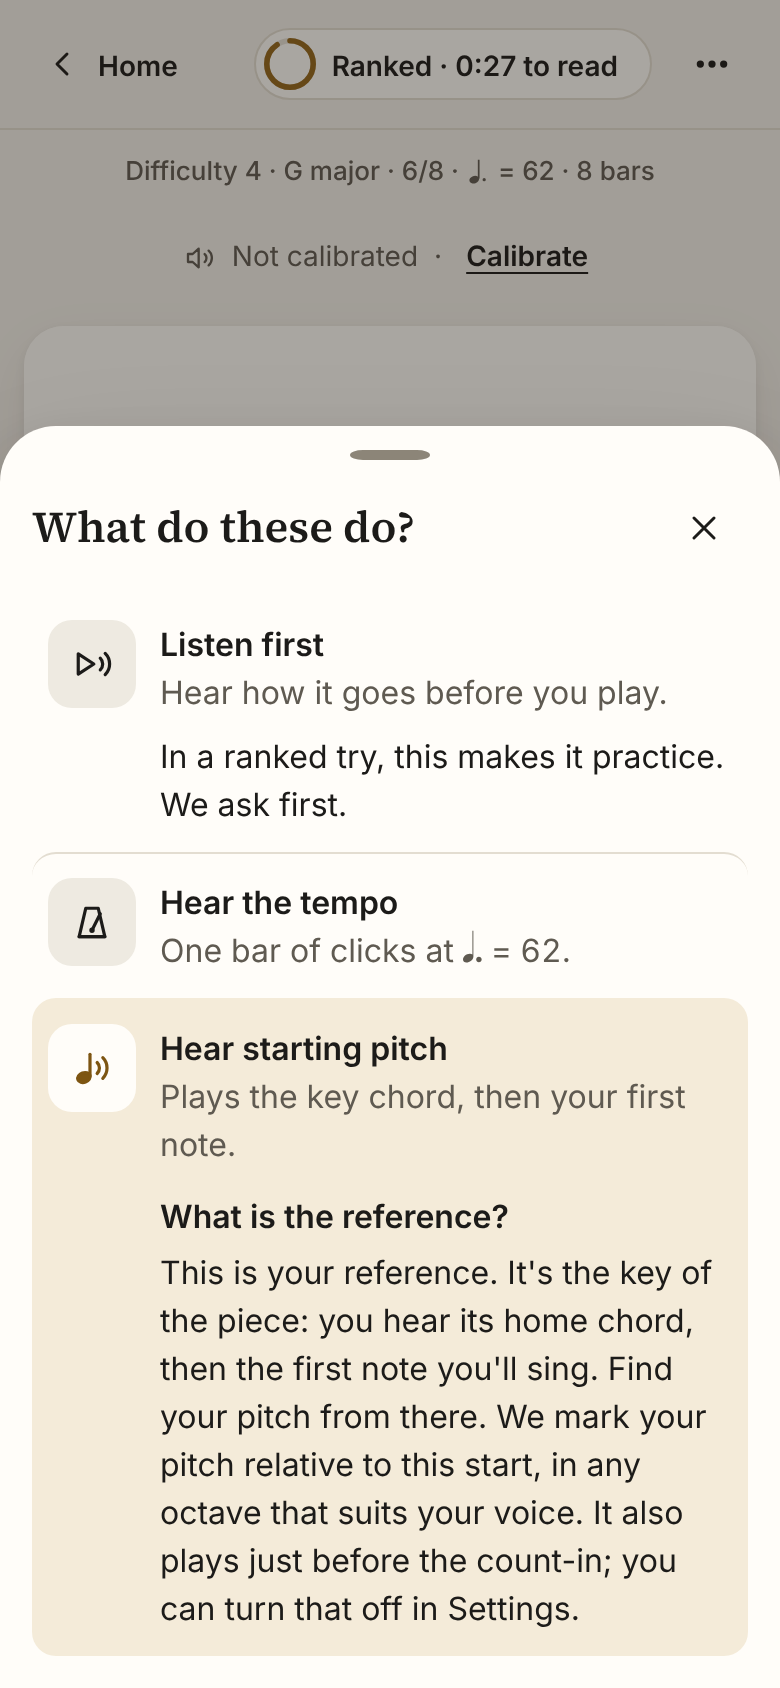 Home
Ranked · 0:27 to read
Difficulty 4 · G major · 6/8 · 𝅘𝅥. = 62 · 8 bars
Not calibrated · Calibrate
What do these do?
Listen first
Hear how it goes before you play.
In a ranked try, this makes it practice.
We ask first.
Hear the tempo
One bar of clicks at 𝅘𝅥. = 62.
Hear starting pitch
Plays the key chord, then your first
note.
What is the reference?
This is your reference. It's the key of
the piece: you hear its home chord,
then the first note you'll sing. Find
your pitch from there. We mark your
pitch relative to this start, in any
octave that suits your voice. It also
plays just before the count-in; you
can turn that off in Settings.